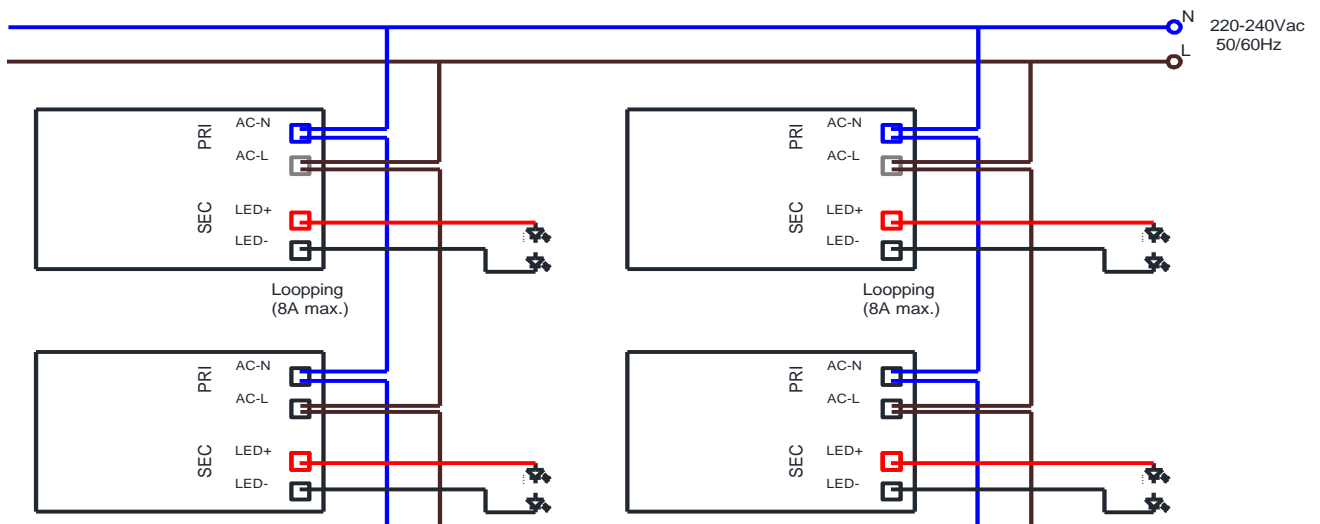 N
220-240Vac
50/60Hz
L
PRI
AC-N
AC-L
SEC
LED+
LED-
PRI
AC-N
AC-L
SEC
LED+
LED-
Loopping
(8A max.)
Loopping
(8A max.)
PRI
AC-N
AC-L
SEC
LED+
LED-
PRI
AC-N
AC-L
SEC
LED+
LED-